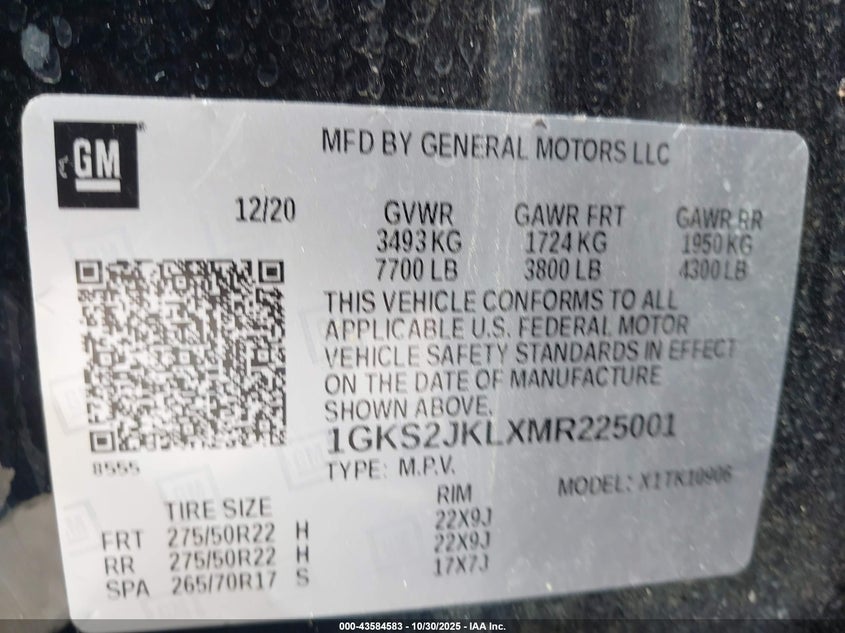 GM
MFD BY GENERAL MOTORS LLC
12/20 GVWR GAWR FRT GAWR RR
3493 KG 1724 KG 1950 KG
7700 LB 3800 LB 4300 LB
THIS VEHICLE CONFORMS TO ALL
APPLICABLE U.S. FEDERAL MOTOR
VEHICLE SAFETY STANDARDS IN EFFECT
ON THE DATE OF MANUFACTURE
SHOWN ABOVE.
1GKS2JKLXMR225001
8555
TYPE: M.P.V. MODEL: X1TK10906
TIRE SIZE RIM
FRT 275/50R22 H 22X9J
RR 275/50R22 H 22X9J
SPA 265/70R17 S 17X7J
000-43584583 - 10/30/2025 - IAA Inc.